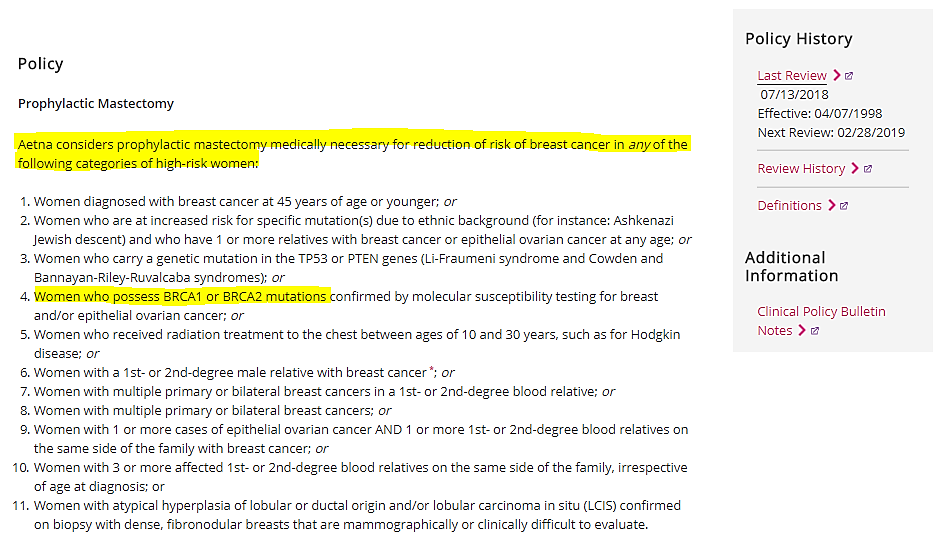 Policy
Prophylactic Mastectomy
Aetna considers prophylactic mastectomy medically necessary for reduction of risk of breast cancer in any of the
following categories of high-risk women:
1. Women diagnosed with breast cancer at 45 years of age or younger; or
2. Women who are at increased risk for specific mutation(s) due to ethnic background (for instance: Ashkenazi
Jewish descent) and who have 1 or more relatives with breast cancer or epithelial ovarian cancer at any age; or
3. Women who carry a genetic mutation in the TP53 or PTEN genes (Li-Fraumeni syndrome and Cowden and
Bannayan-Riley-Ruvalcaba syndromes); or
4. Women who possess BRCA1 or BRCA2 mutations confirmed by molecular susceptibility testing for breast
and/or epithelial ovarian cancer; or
5. Women who received radiation treatment to the chest between ages of 10 and 30 years, such as for Hodgkin
disease; or
6. Women with a 1st- or 2nd-degree male relative with breast cancer*; or
7. Women with multiple primary or bilateral breast cancers in a 1st- or 2nd-degree blood relative; or
8. Women with multiple primary or bilateral breast cancers; or
9. Women with 1 or more cases of epithelial ovarian cancer AND 1 or more 1st- or 2nd-degree blood relatives on
the same side of the family with breast cancer; or
10. Women with 3 or more affected 1st- or 2nd-degree blood relatives on the same side of the family, irrespective
of age at diagnosis; or
11. Women with atypical hyperplasia of lobular or ductal origin and/or lobular carcinoma in situ (LCIS) confirmed
on biopsy with dense, fibronodular breasts that are mammographically or clinically difficult to evaluate.
Policy History
Last Review
07/13/2018
Effective: 04/07/1998
Next Review: 02/28/2019
Review History
Definitions
Additional
Information
Clinical Policy Bulletin
Notes